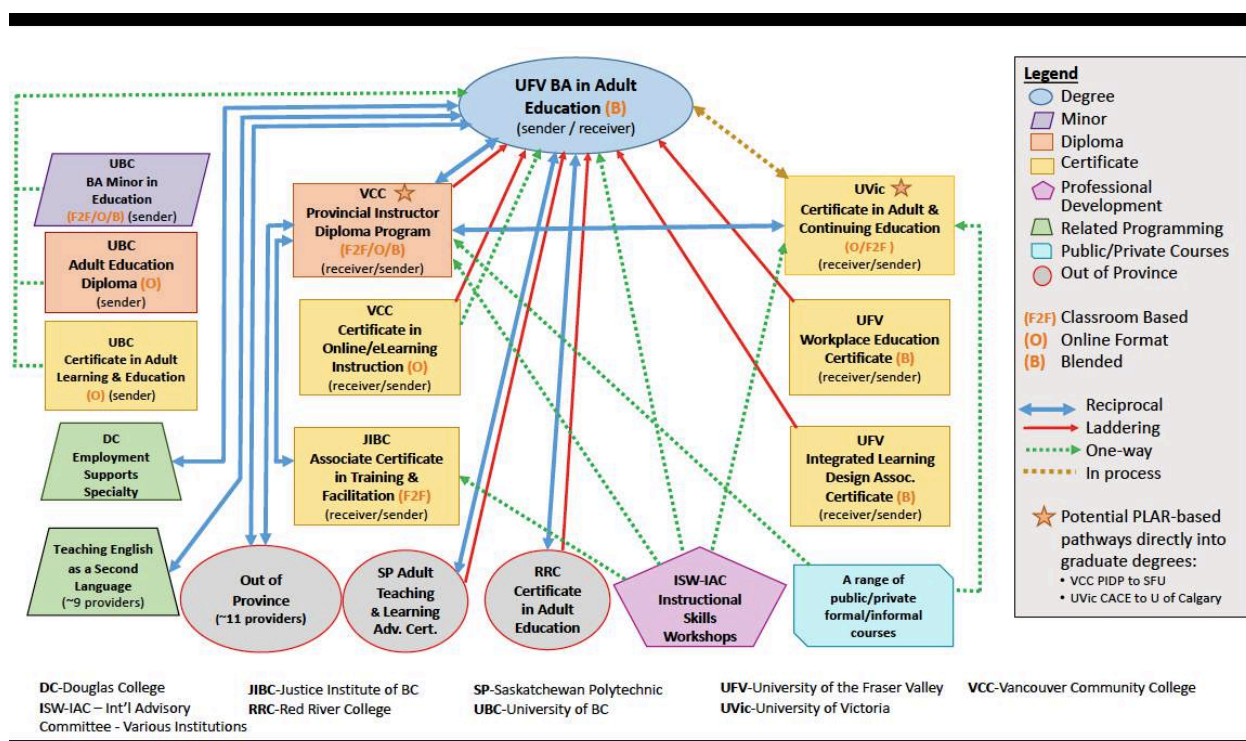 UFV BA in Adult
Education (B)
(sender / receiver)
UBC
BA Minor in
Education
(F2F/O/B) (sender)
UBC
Adult Education
Diploma (O)
(sender)
UBC
Certificate in Adult
Learning & Education
(O) (sender)
DC
Employment
Supports
Specialty
Teaching English
as a Second
Language
(~9 providers)
VCC
Provincial Instructor
Diploma Program
(F2F/O/B)
(receiver/sender)
VCC
Certificate in
Online/eLearning
Instruction (O)
(receiver/sender)
JIBC
Associate Certificate
in Training &
Facilitation (F2F)
(receiver/sender)
UVic
Certificate in Adult &
Continuing Education
(O/F2F )
(receiver/sender)
UFV
Workplace Education
Certificate (B)
(receiver/sender)
UFV
Integrated Learning
Design Assoc.
Certificate (B)
(receiver/sender)
Out of
Province
(~11 providers)
SP Adult
Teaching
& Learning
Adv. Cert.
RRC
Certificate
in Adult
Education
ISW-IAC
Instructional
Skills
Workshops
A range of
public/private
formal/informal
courses
Legend
Degree
Minor
Diploma
Certificate
Professional
Development
Related Programming
Public/Private Courses
Out of Province
(F2F) Classroom Based
(O) Online Format
(B) Blended
Reciprocal
Laddering
One-way
In process
Potential PLAR-based
pathways directly into
graduate degrees:
• VCC PIDP to SFU
• UVic CACE to U of Calgary
DC-Douglas College
ISW-IAC – Int'l Advisory
Committee - Various Institutions
JIBC-Justice Institute of BC
RRC-Red River College
SP-Saskatchewan Polytechnic
UBC-University of BC
UFV-University of the Fraser Valley
UVic-University of Victoria
VCC-Vancouver Community College